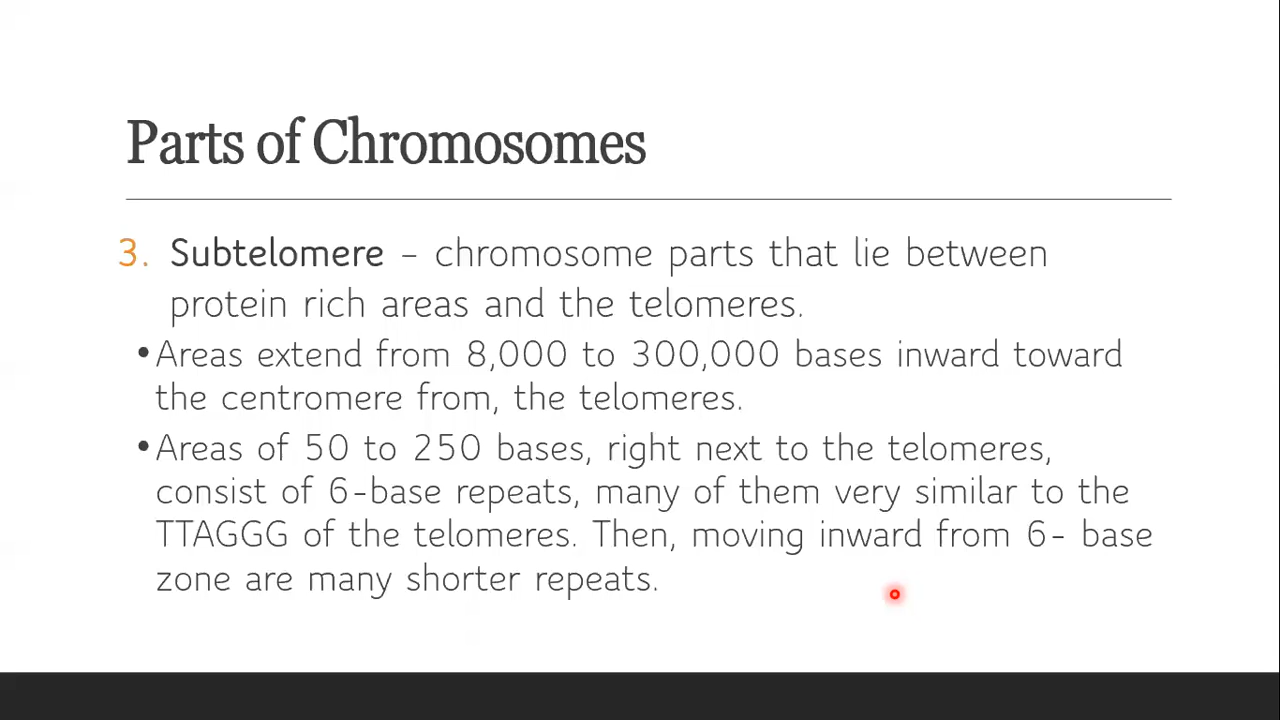 Parts of Chromosomes
3. Subtelomere – chromosome parts that lie between
protein rich areas and the telomeres.
•Areas extend from 8,000 to 300,000 bases inward toward
the centromere from, the telomeres.
•Areas of 50 to 250 bases, right next to the telomeres,
consist of 6-base repeats, many of them very similar to the
TTAGGG of the telomeres. Then, moving inward from 6- base
zone are many shorter repeats.